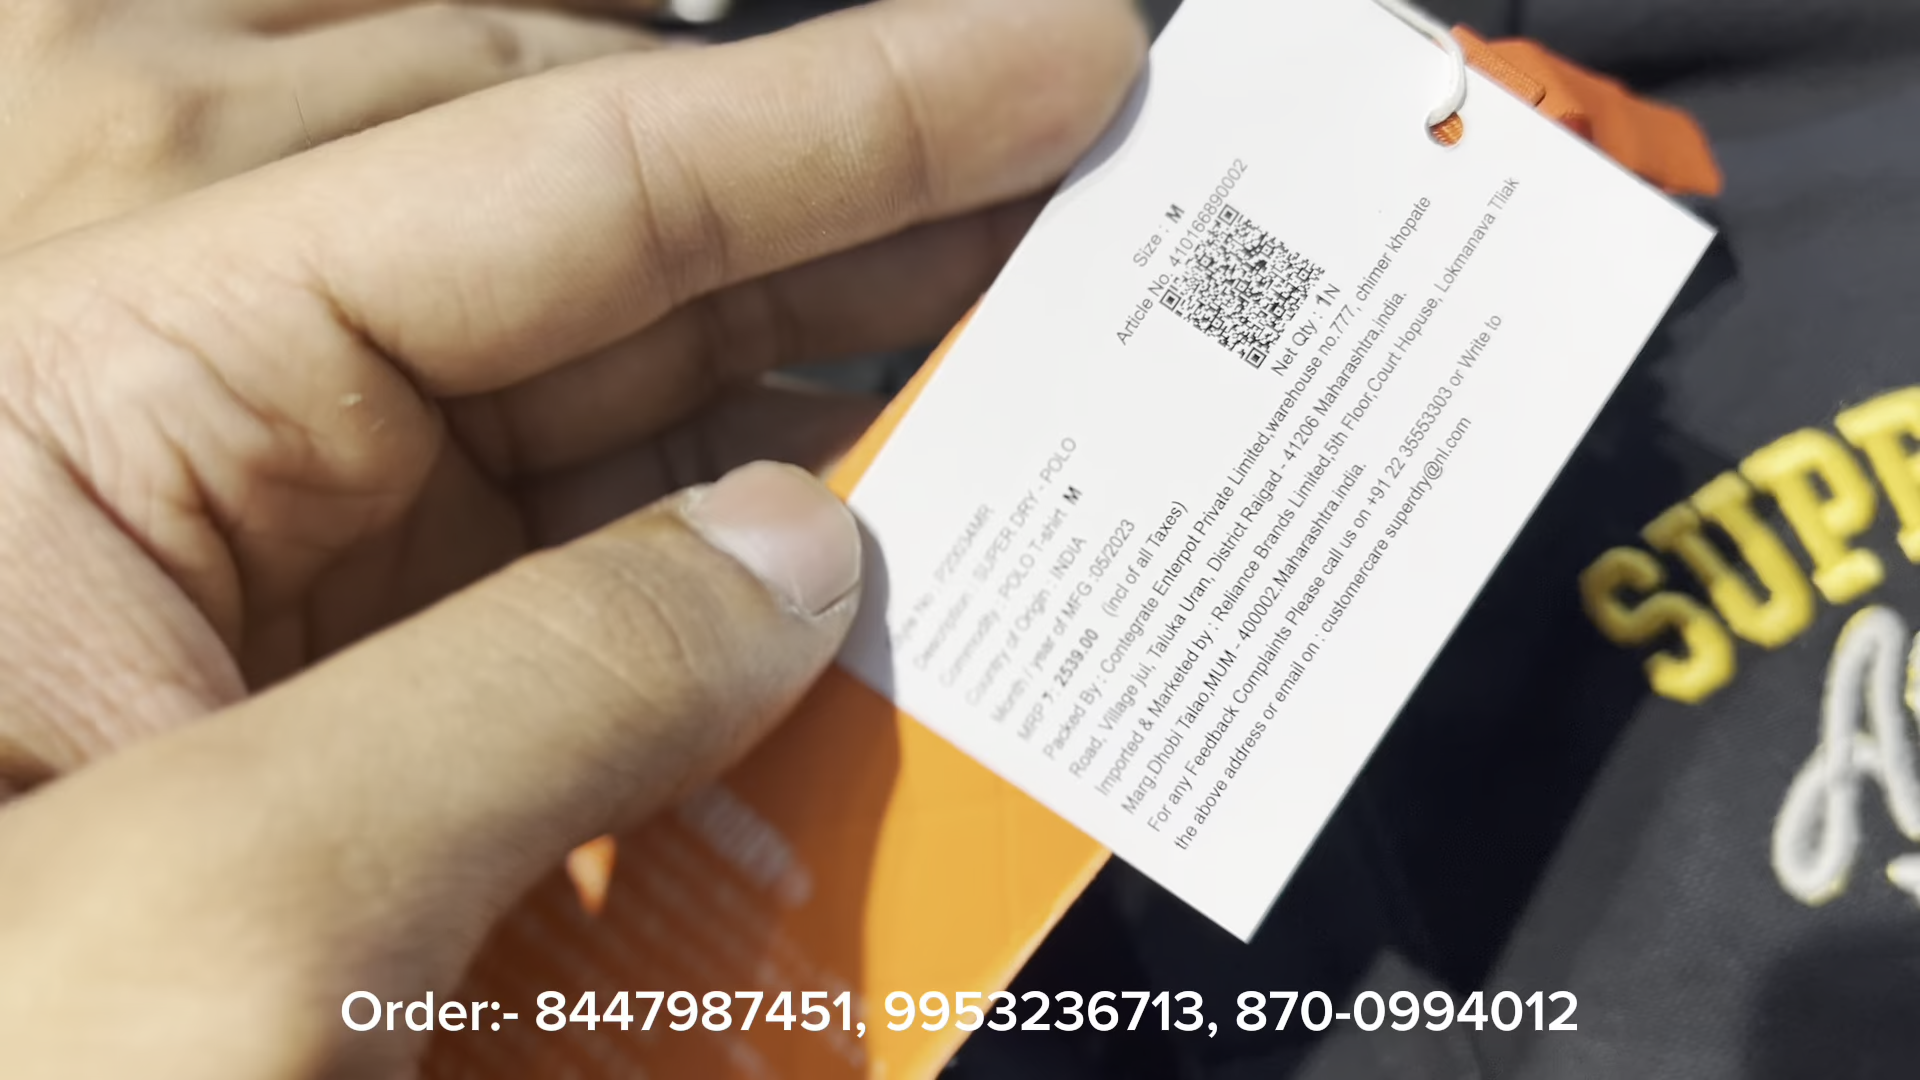 Size : M
Article No. 410166890002
Net Qty : 1N
Style No : P2003AMR
Description : SUPER DRY - POLO
Commodity : POLO T-shirt M
Country of Origin : INDIA
Month / year of MFG :05/2023
MRP ₹: 2539.00 (incl of all Taxes)
Packed By : Contegrate Enterpot Private Limited,warehouse no.777, chimer khopate
Road, Village jui, Taluka Uran, District Raigad - 41206 Maharashtra,india.
Imported & Marketed by : Reliance Brands Limited,5th Floor,Court Hopuse, Lokmanava Tliak
Marg.Dhobi Talao,MUM - 400002.Maharashtra.india.
For any Feedback Complaints Please call us on +91 22 35553303 or Write to
the above address or email on : customercare superdry@nl.com
SUPE
Order:- 8447987451, 9953236713, 870-0994012